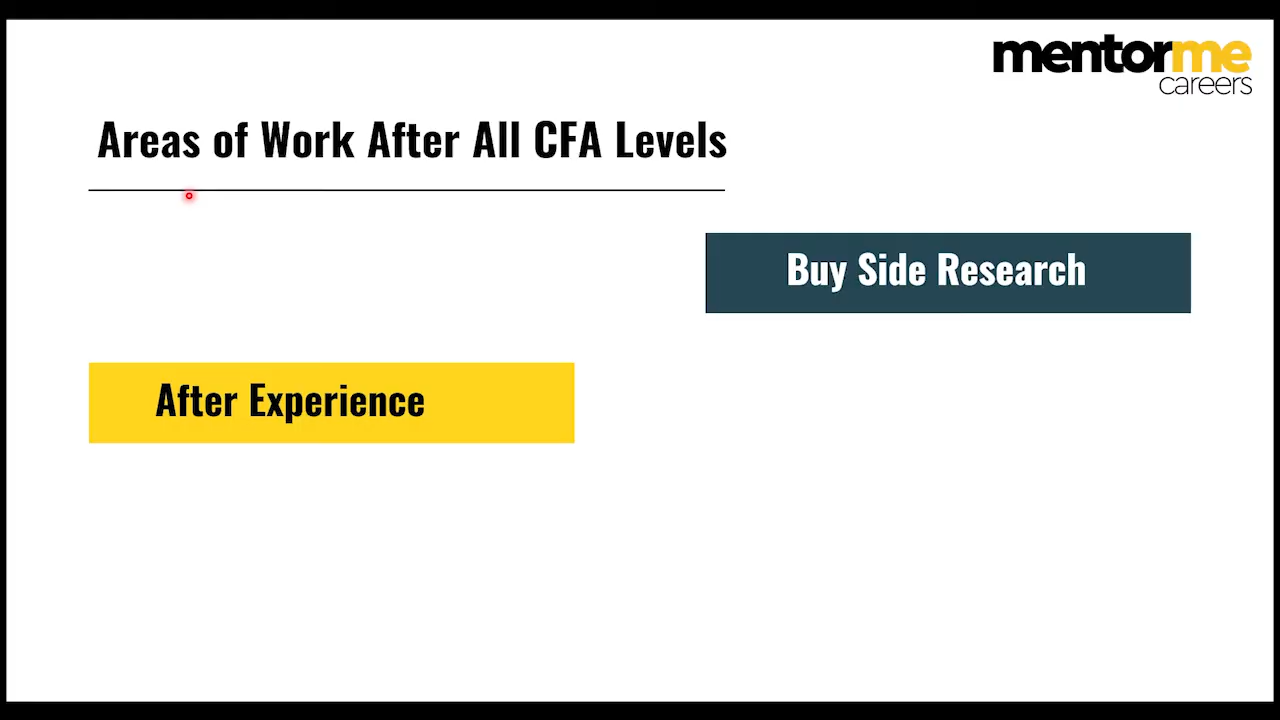 mentorme
careers
Areas of Work After All CFA Levels
Buy Side Research
After Experience